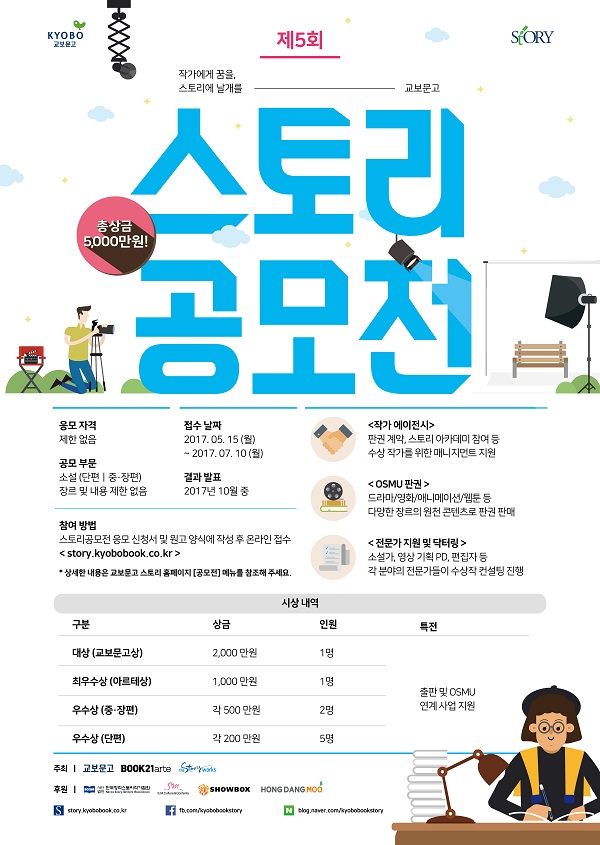 KYOBO
교보문고
제5회
StORY
작가에게 꿈을,
스토리에 날개를
교보문고
스토리
총상금
5,000만원!
공모전
응모 자격
제한 없음
공모 부문
소설 (단편 | 중·장편)
장르 및 내용 제한 없음
접수 날짜
2017. 05. 15 (월)
~ 2017. 07. 10 (월)
결과 발표
2017년 10월 중
참여 방법
스토리공모전 응모 신청서 및 원고 양식에 작성 후 온라인 접수
< story.kyobobook.co.kr >
* 상세한 내용은 교보문고 스토리 홈페이지 [공모전] 메뉴를 참조해 주세요.
<작가 에이전시>
판권 계약, 스토리 아카데미 참여 등
수상 작가를 위한 매니지먼트 지원
< OSMU 판권 >
드라마/영화/애니메이션/웹툰 등
다양한 장르의 원천 콘텐츠로 판권 판매
< 전문가 지원 및 닥터링 >
소설가, 영상 기획 PD, 편집자 등
각 분야의 전문가들이 수상작 컨설팅 진행
시상 내역
구분 상금 인원 특전
대상 (교보문고상) 2,000 만원 1명
최우수상 (아르테상) 1,000 만원 1명
우수상 (중·장편) 각 500 만원 2명
우수상 (단편) 각 200 만원 5명
출판 및 OSMU
연계 사업 지원
주최 | 교보문고 BOOK21arte Storyworks
후원 | SHOWBOX HONG DANG MOO
story.kyobobook.co.kr fb.com/kyobobookstory blog.naver.com/kyobobookstory